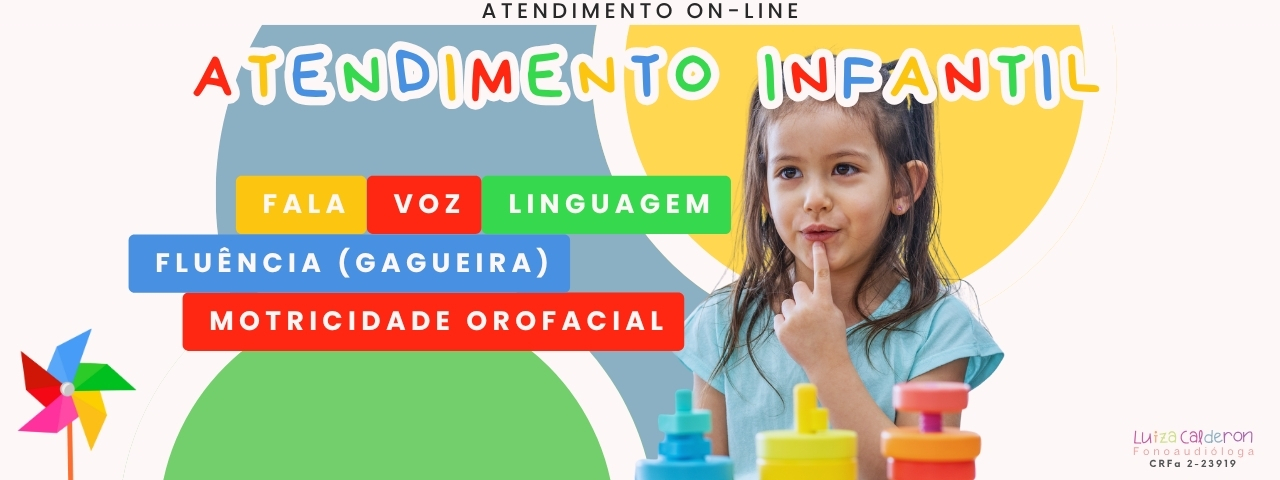 ATENDIMENTO ON-LINE
ATENDIMENTO INFANTIL
FALA VOZ LINGUAGEM
FLUÊNCIA (GAGUEIRA)
MOTRICIDADE OROFACIAL
Luiza Calderon
Fonoaudióloga
CRFa 2-23919